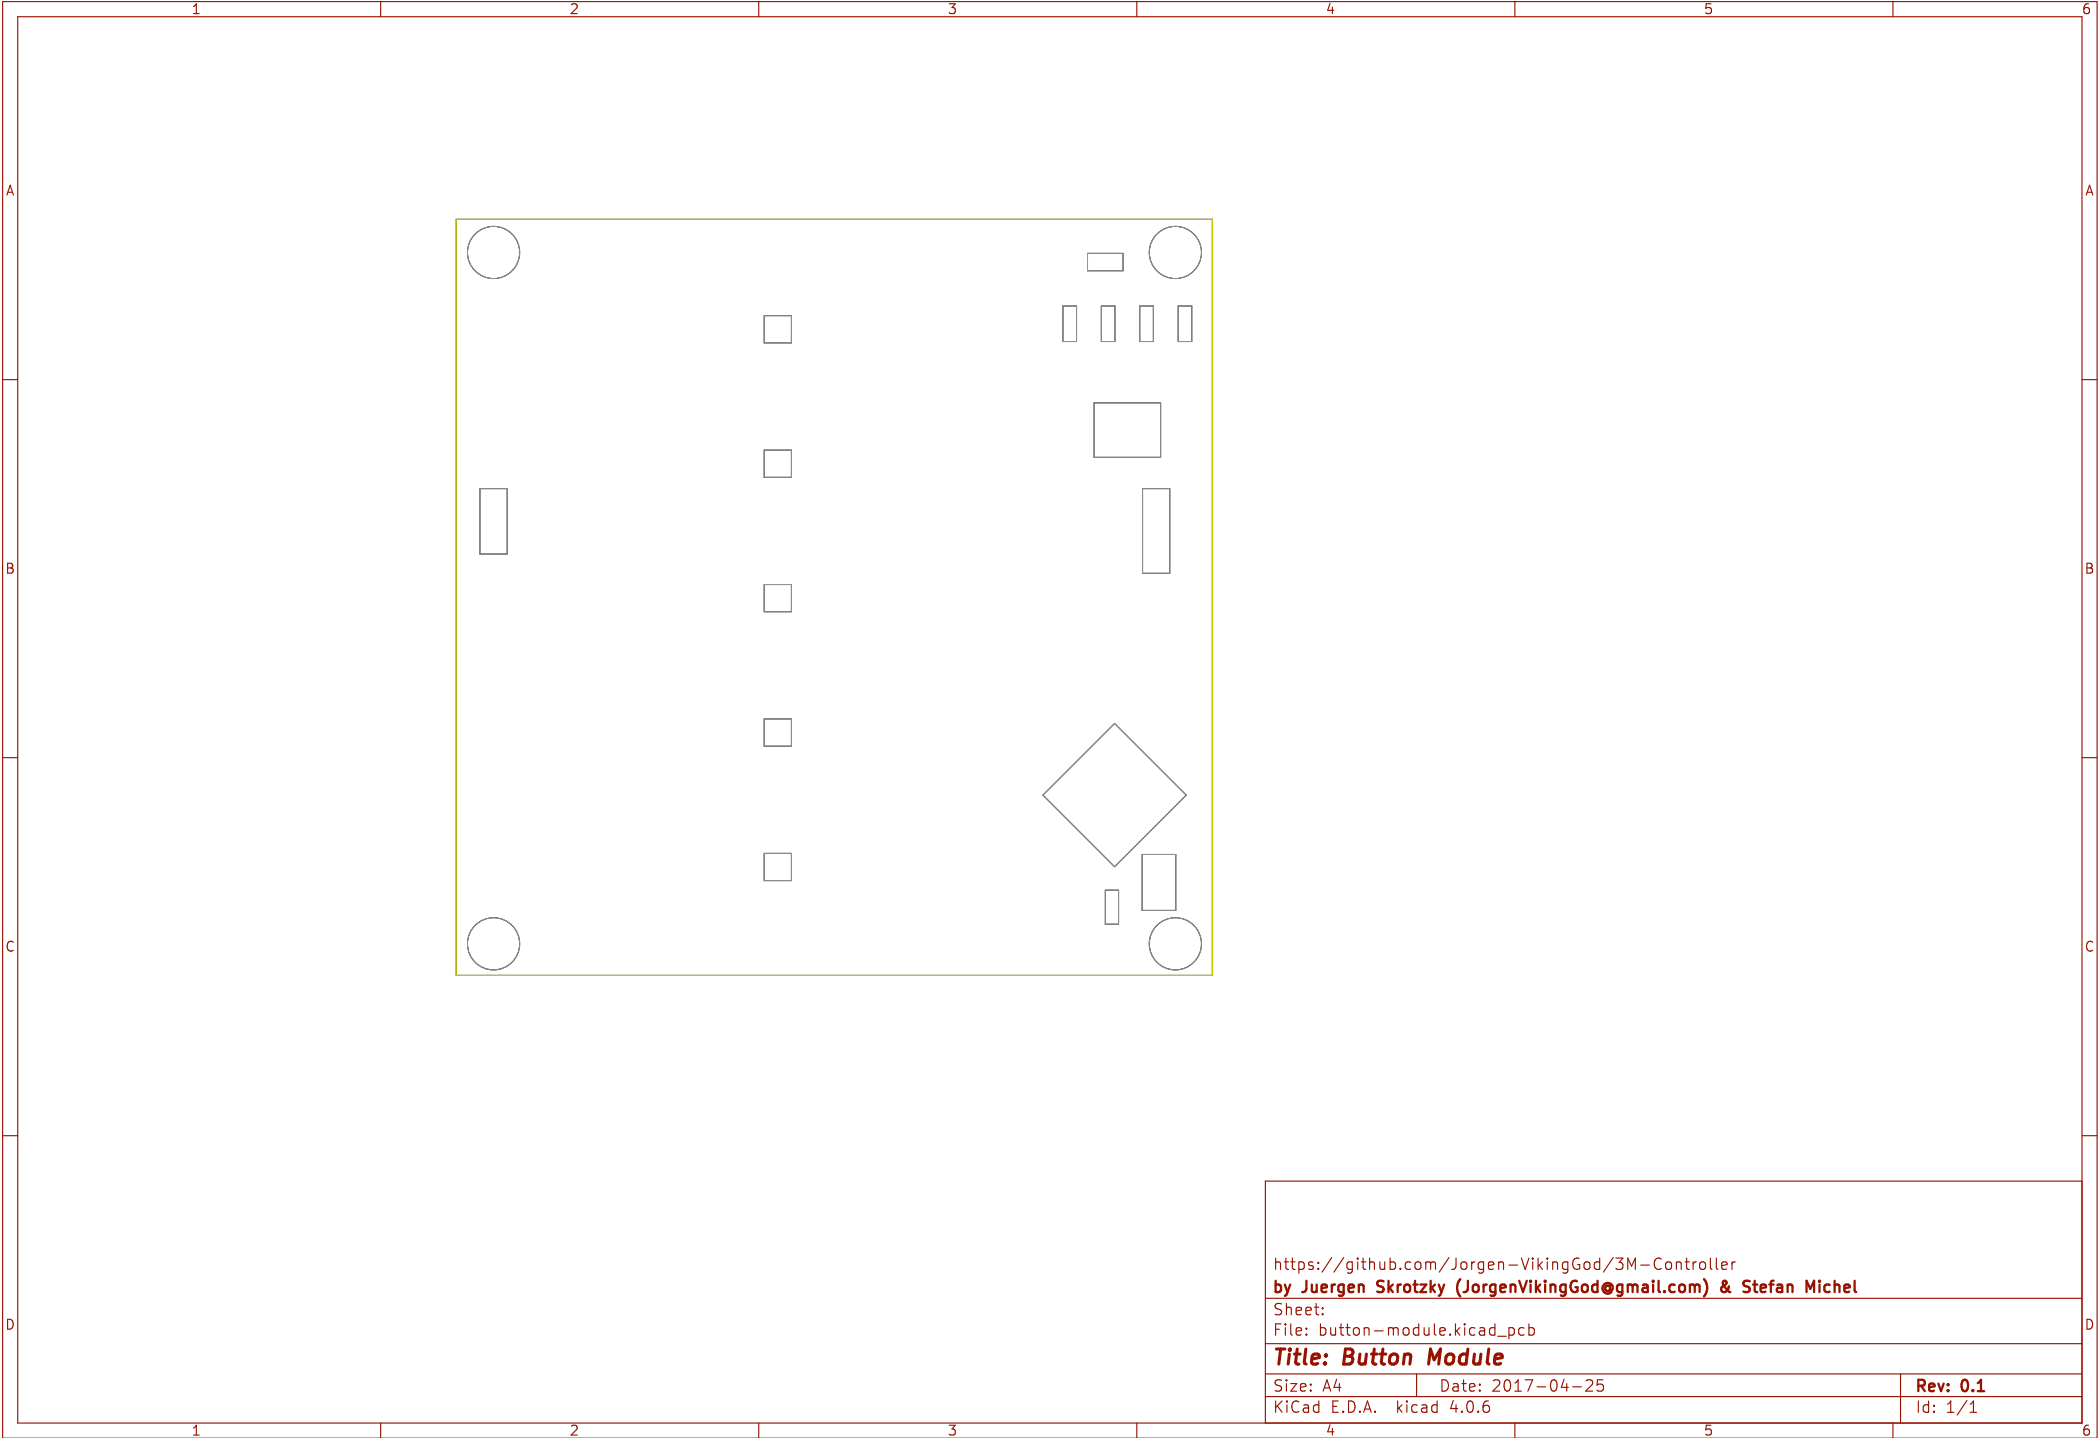 1 2 3 4 5 6
A A
B B
C C
https://github.com/Jorgen-VikingGod/3M-Controller
by Juergen Skrotzky (JorgenVikingGod@gmail.com) & Stefan Michel
Sheet:
D D
File: button-module.kicad_pcb
Title: Button Module
Size: A4 Date: 2017-04-25 Rev: 0.1
KiCad E.D.A. kicad 4.0.6 Id: 1/1
1 2 3 4 5 6